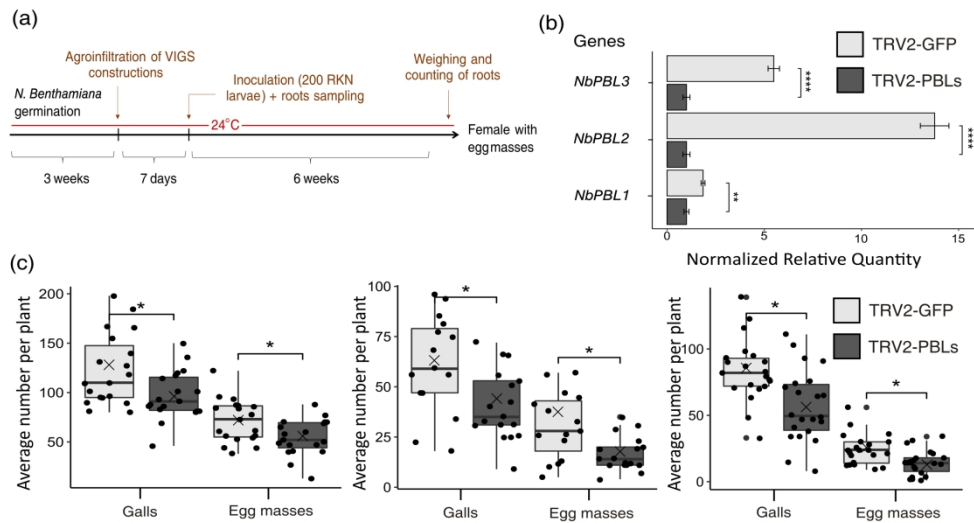 (a)
Agroinfiltration of VIGS
constructions
Inoculation (200 RKN
larvae) + roots sampling)
Weighing and
counting of roots
N. Benthamiana
germination
24°C
Female with
egg masses
3 weeks
7 days
6 weeks
(b)
Genes
TRV2-GFP
TRV2-PBLs
NbPBL3
****
NbPBL2
****
NbPBL1
**
0
5
10
15
Normalized Relative Quantity
(c)
Average number per plant
200
150
100
50
*
*
Galls
Egg masses
Average number per plant
100
50
0
*
*
Galls
Egg masses
Average number per plant
100
50
0
*
*
Galls
Egg masses
TRV2-GFP
TRV2-PBLs